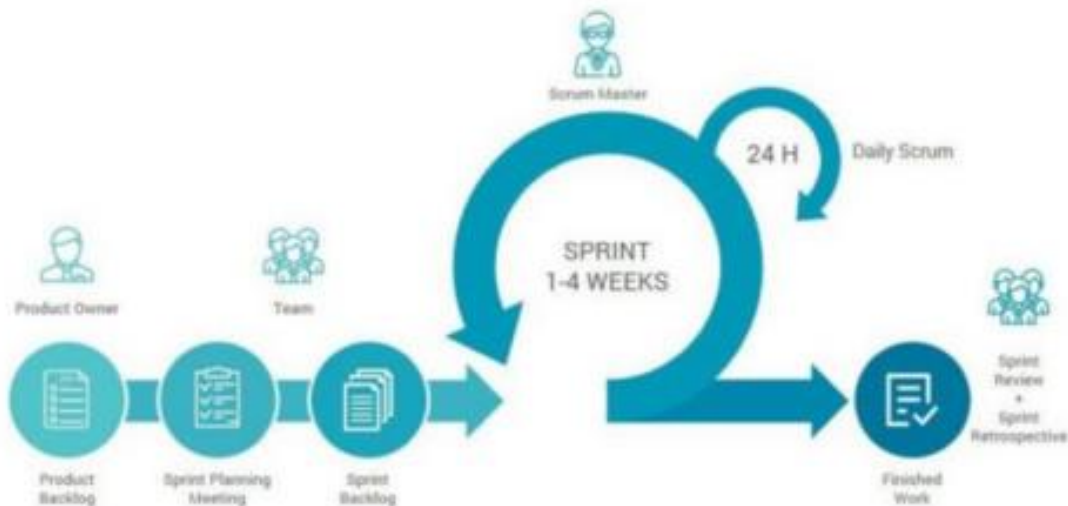 Scrum Master
24 H
Daily Scrum
SPRINT
1-4 WEEKS
Product Owner
Team
Sprint
Review
+
Sprint
Retrospective
Product
Backlog
Sprint Planning
Meeting
Sprint
Backlog
Finished
Work